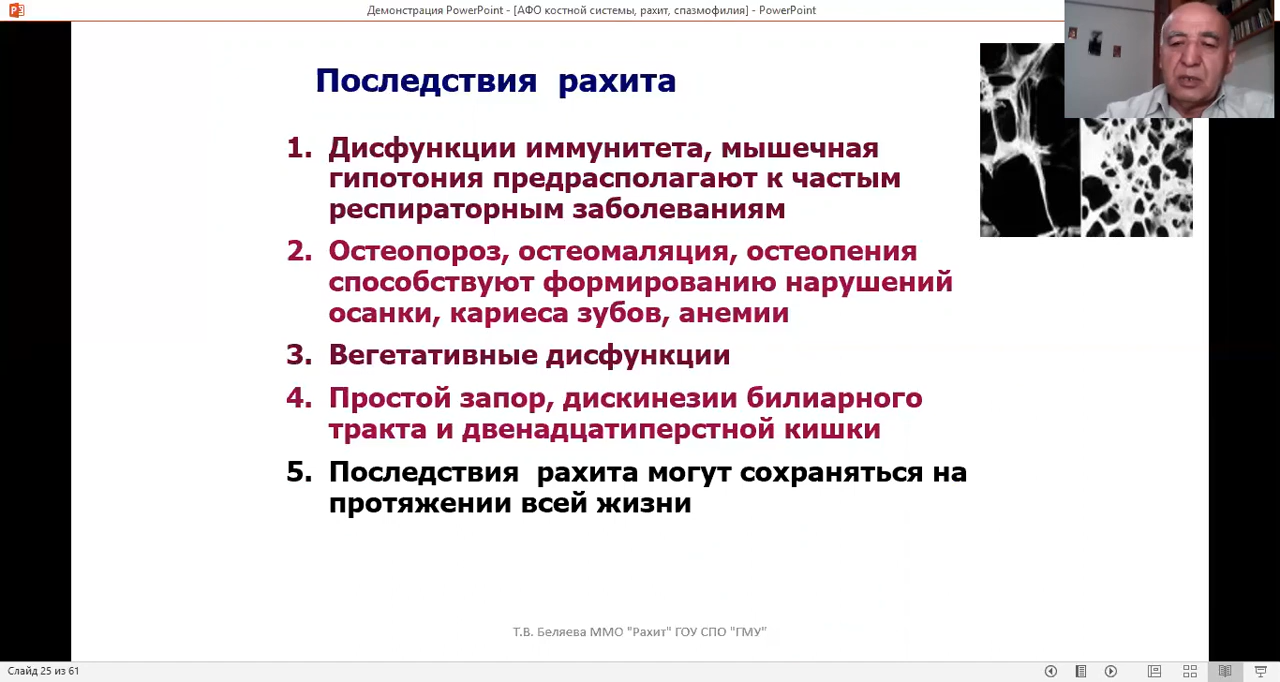 Демонстрация PowerPoint - [АФО костной системы, рахит, спазмофилия] - PowerPoint
Последствия рахита
1. Дисфункции иммунитета, мышечная
гипотония предрасполагают к частым
респираторным заболеваниям
2. Остеопороз, остеомаляция, остеопения
способствуют формированию нарушений
осанки, кариеса зубов, анемии
3. Вегетативные дисфункции
4. Простой запор, дискинезии билиарного
тракта и двенадцатиперстной кишки
5. Последствия рахита могут сохраняться на
протяжении всей жизни
Т.В. Беляева ММО "Рахит" ГОУ СПО "ГМУ"
Слайд 25 из 61